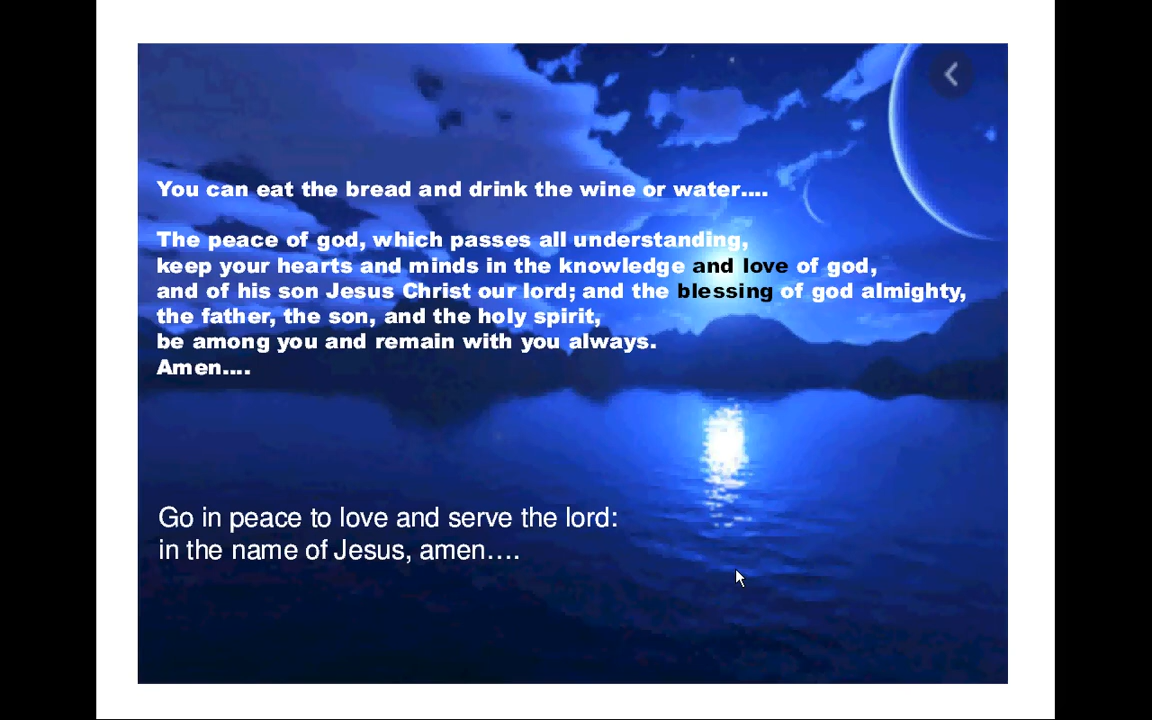 You can eat the bread and drink the wine or water....
The peace of god, which passes all understanding,
keep your hearts and minds in the knowledge and love of god,
and of his son Jesus Christ our lord; and the blessing of god almighty,
the father, the son, and the holy spirit,
be among you and remain with you always.
Amen....
Go in peace to love and serve the lord:
in the name of Jesus, amen….